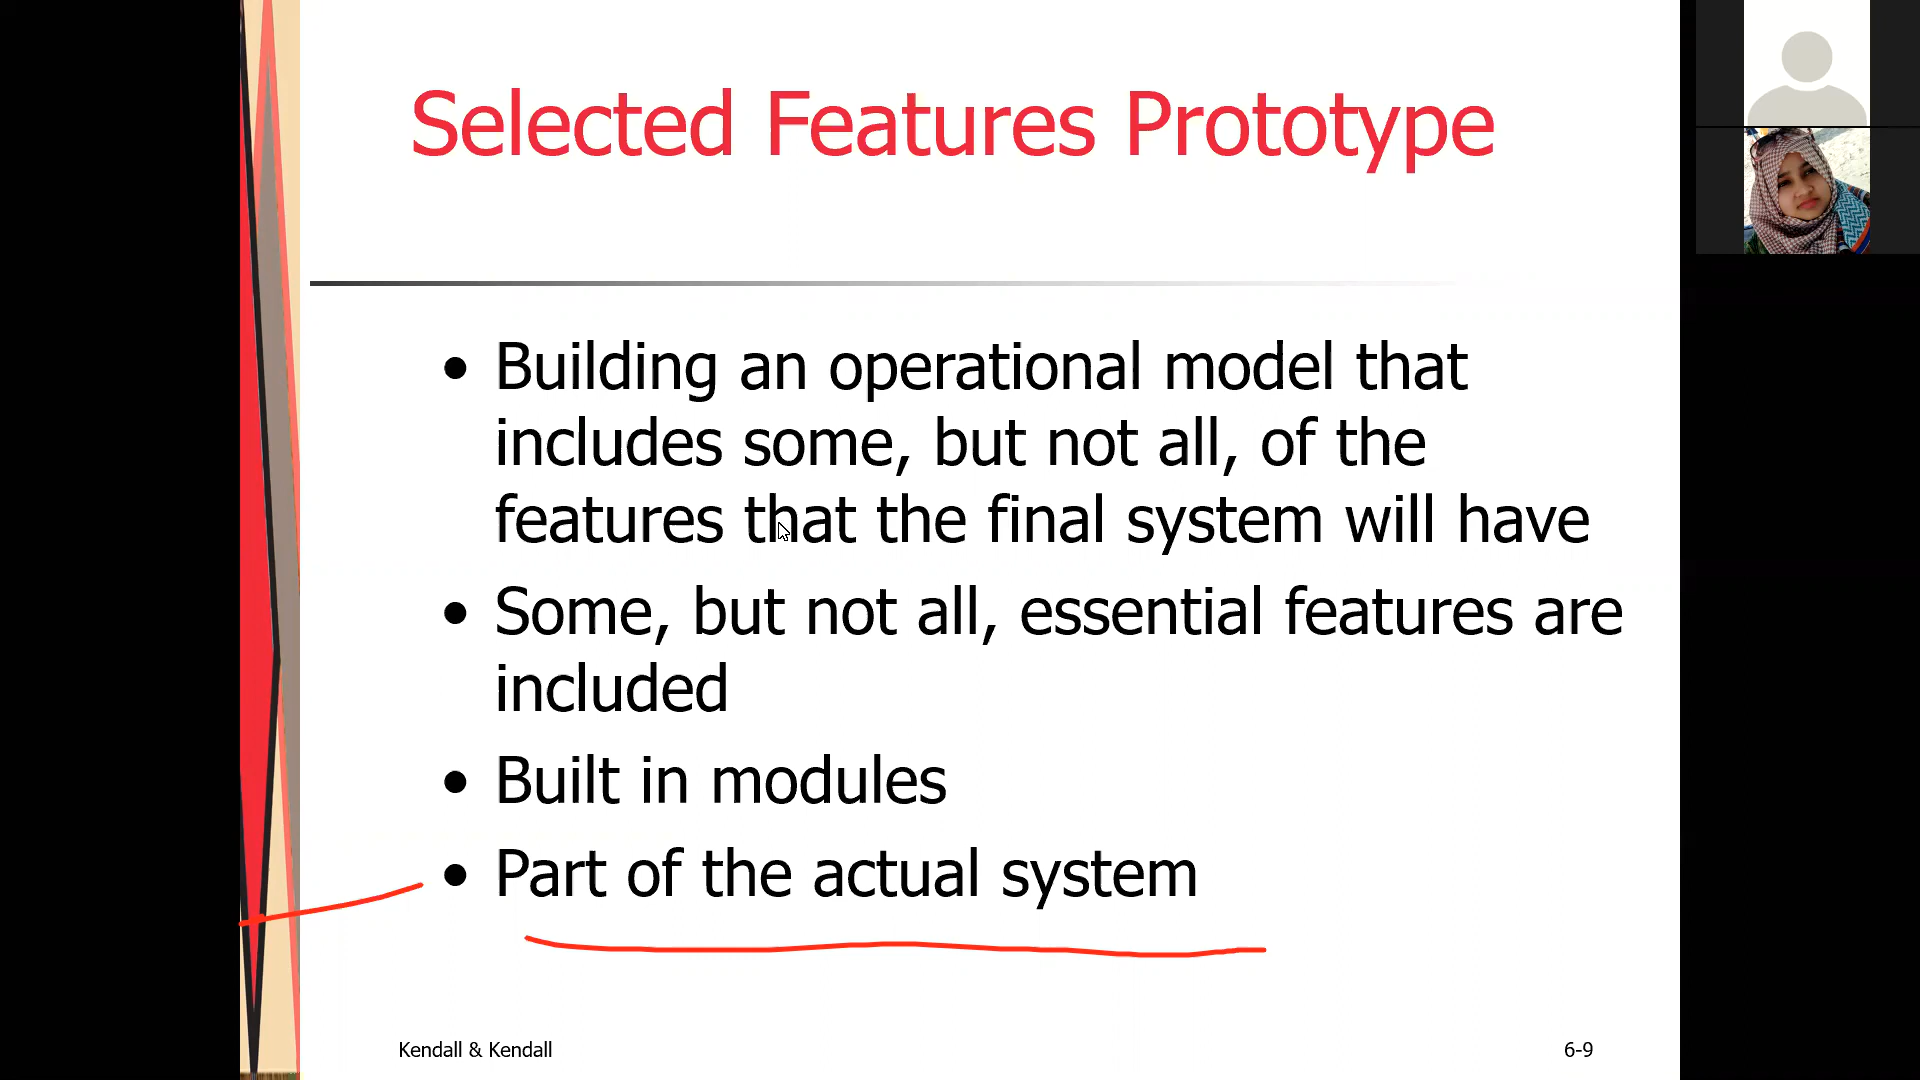 Selected Features Prototype
• Building an operational model that
includes some, but not all, of the
features that the final system will have
• Some, but not all, essential features are
included
• Built in modules
• Part of the actual system
Kendall & Kendall
6-9